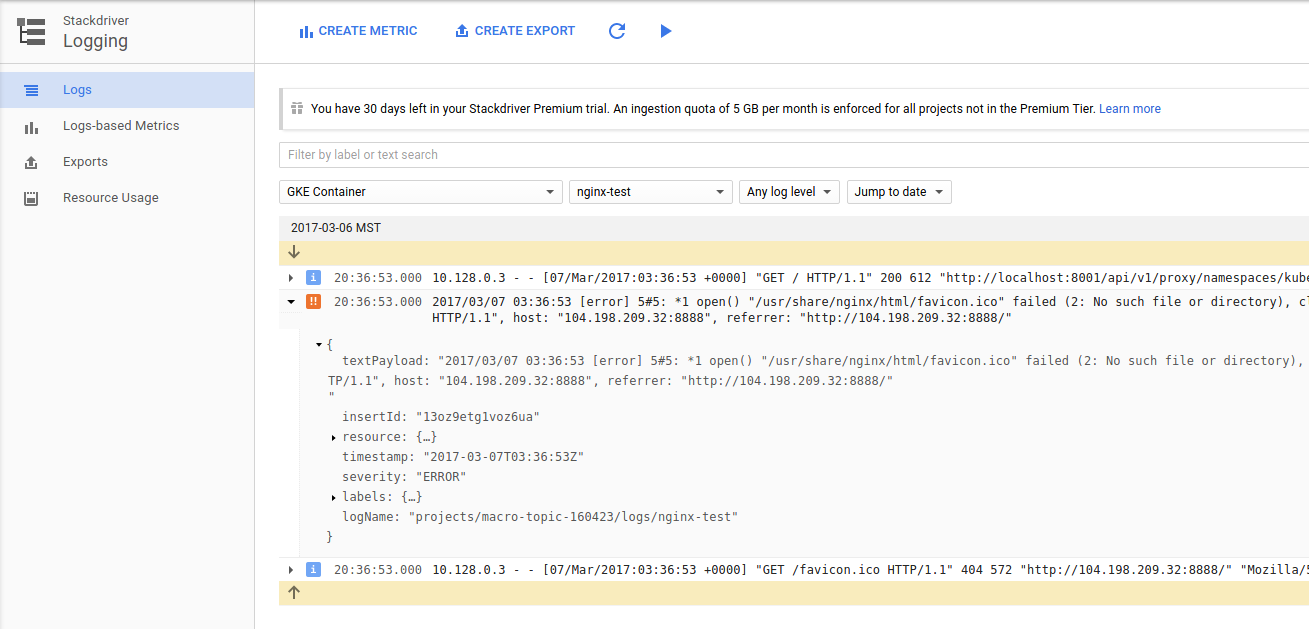 Stackdriver
Logging
CREATE METRIC
CREATE EXPORT
Logs
Logs-based Metrics
Exports
Resource Usage
You have 30 days left in your Stackdriver Premium trial. An ingestion quota of 5 GB per month is enforced for all projects not in the Premium Tier. Learn more
Filter by label or text search
GKE Container
nginx-test
Any log level
Jump to date
2017-03-06 MST
i 20:36:53.000 10.128.0.3 - - [07/Mar/2017:03:36:53 +0000] "GET / HTTP/1.1" 200 612 "http://localhost:8001/api/v1/proxy/namespaces/kube
!! 20:36:53.000 2017/03/07 03:36:53 [error] 5#5: *1 open() "/usr/share/nginx/html/favicon.ico" failed (2: No such file or directory), cl
HTTP/1.1", host: "104.198.209.32:8888", referrer: "http://104.198.209.32:8888/"
{
textPayload: "2017/03/07 03:36:53 [error] 5#5: *1 open() "/usr/share/nginx/html/favicon.ico" failed (2: No such file or directory),
TP/1.1", host: "104.198.209.32:8888", referrer: "http://104.198.209.32:8888/"
"
insertId: "13oz9etg1voz6ua"
resource: {…}
timestamp: "2017-03-07T03:36:53Z"
severity: "ERROR"
labels: {…}
logName: "projects/macro-topic-160423/logs/nginx-test"
}
i 20:36:53.000 10.128.0.3 - - [07/Mar/2017:03:36:53 +0000] "GET /favicon.ico HTTP/1.1" 404 572 "http://104.198.209.32:8888/" "Mozilla/5